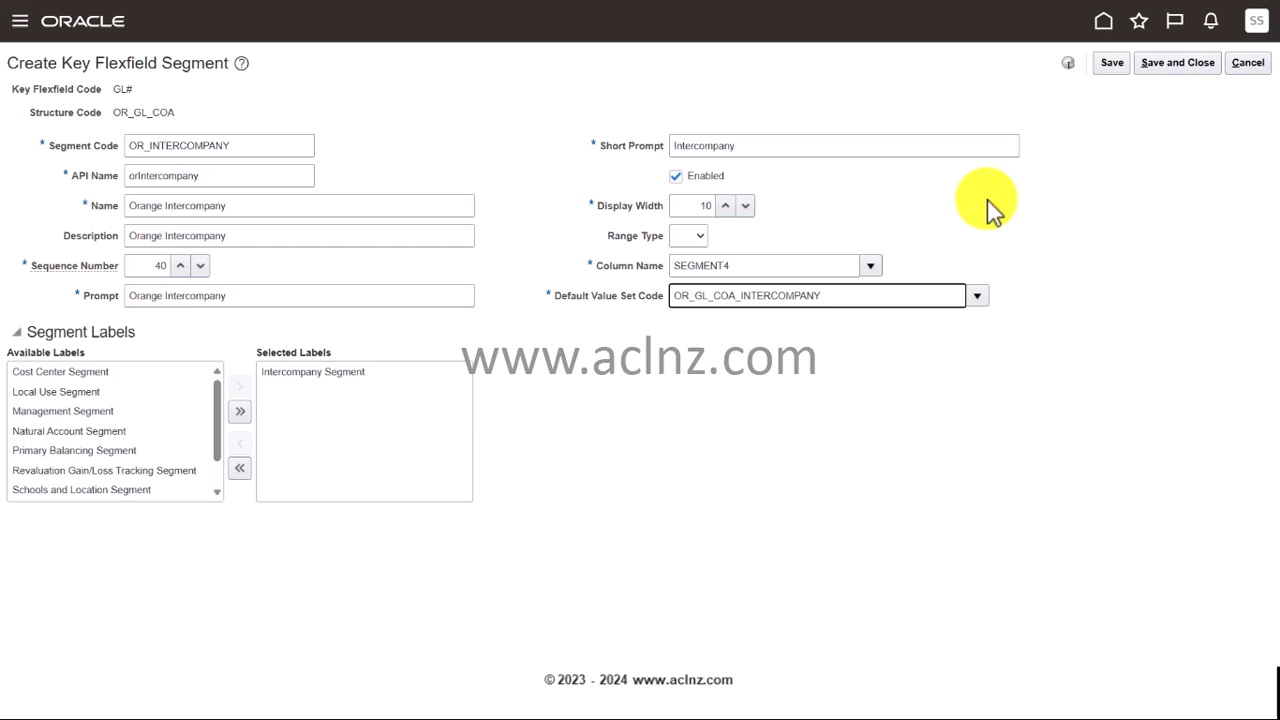 ORACLE
SS
Create Key Flexfield Segment ?
Save
Save and Close
Cancel
Key Flexfield Code GL#
Structure Code OR_GL_COA
* Segment Code OR_INTERCOMPANY
* Short Prompt Intercompany
* API Name orIntercompany
Enabled
* Name Orange Intercompany
* Display Width 10
Description Orange Intercompany
Range Type
* Sequence Number 40
* Column Name SEGMENT4
* Prompt Orange Intercompany
* Default Value Set Code OR_GL_COA_INTERCOMPANY
Segment Labels
Available Labels
Selected Labels
Cost Center Segment
Local Use Segment
Management Segment
Natural Account Segment
Primary Balancing Segment
Revaluation Gain/Loss Tracking Segment
Schools and Location Segment
Intercompany Segment
www.aclnz.com
© 2023 - 2024 www.aclnz.com